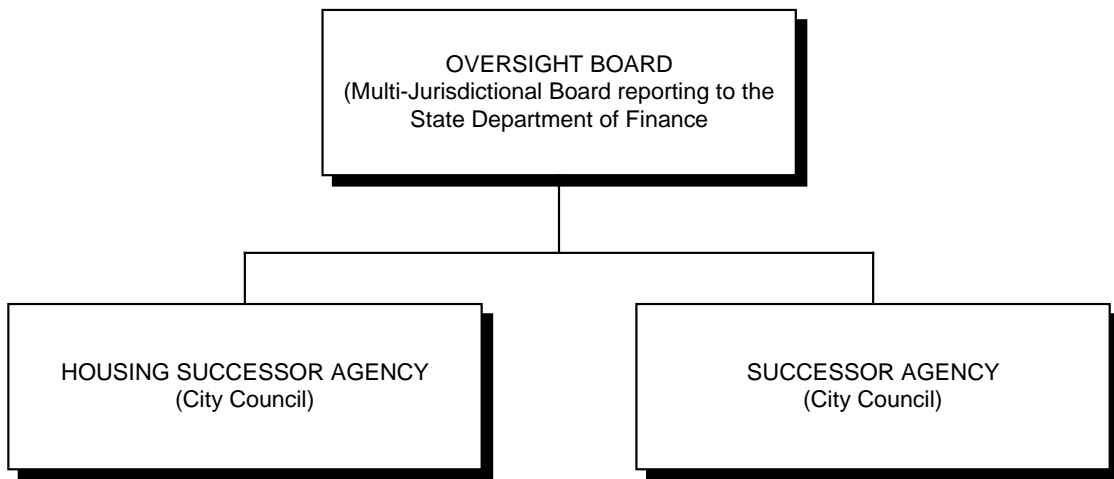 OVERSIGHT BOARD
(Multi-Jurisdictional Board reporting to the
State Department of Finance
HOUSING SUCCESSOR AGENCY
(City Council)
SUCCESSOR AGENCY
(City Council)